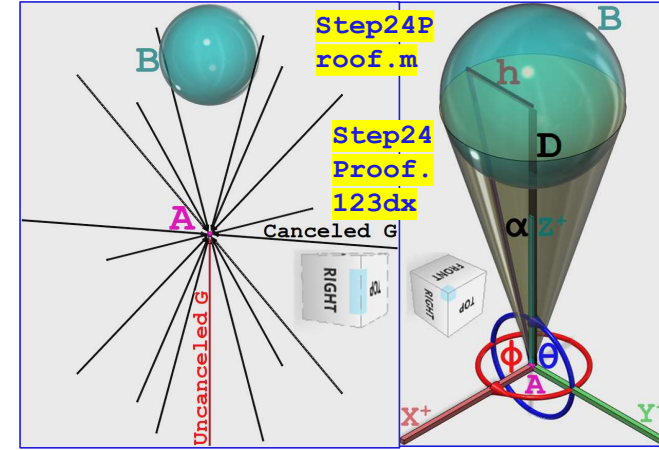 Step24P
roof.m
B
Step24
Proof.
123dx
A
Canceled G
RIGHT
TOP
Uncanceled G
B
h
D
α
Z+
FRONT
RIGHT
TOP
ϕ
θ
A
X+
Y+